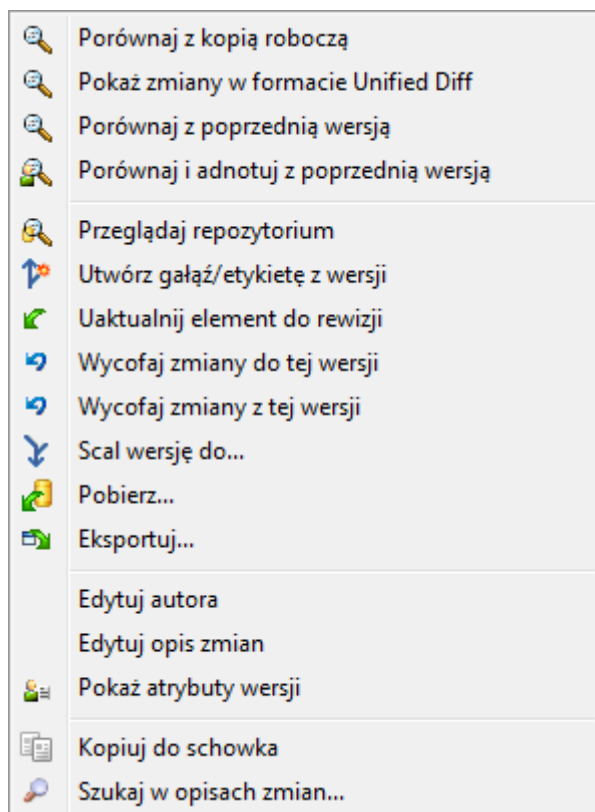 Porównaj z kopią roboczą
Pokaż zmiany w formacie Unified Diff
Porównaj z poprzednią wersją
Porównaj i adnotuj z poprzednią wersją
Przeglądaj repozytorium
Utwórz gałąź/etykietę z wersji
Uaktualnij element do rewizji
Wycofaj zmiany do tej wersji
Wycofaj zmiany z tej wersji
Scal wersję do...
Pobierz...
Eksportuj...
Edytuj autora
Edytuj opis zmian
Pokaż atrybuty wersji
Kopiuj do schowka
Szukaj w opisach zmian...